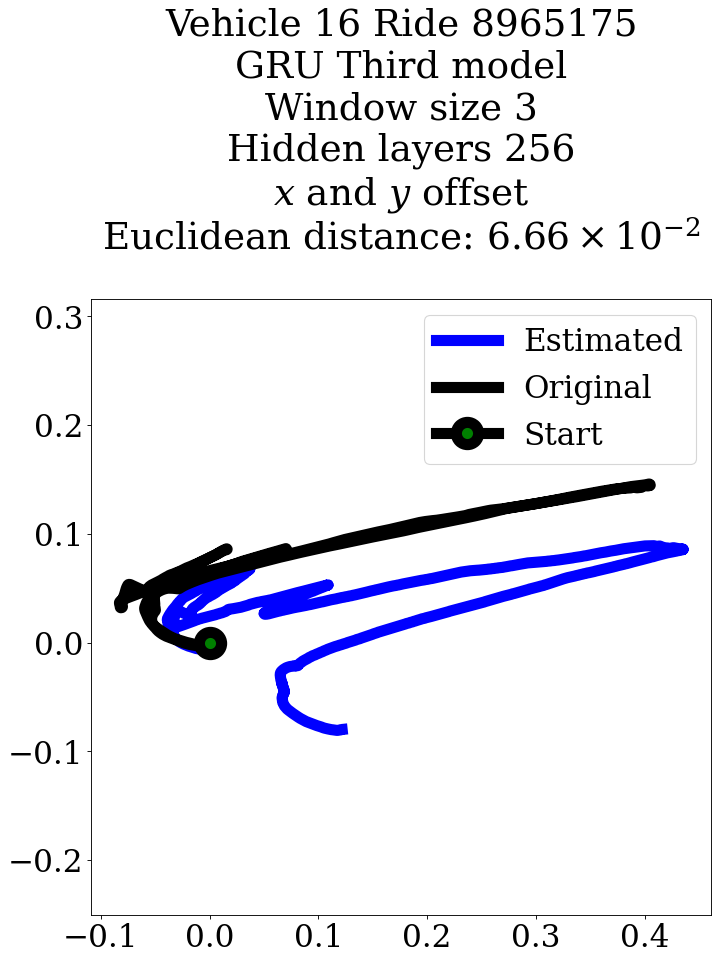 Vehicle 16 Ride 8965175
GRU Third model
Window size 3
Hidden layers 256
x and y offset
Euclidean distance: 6.66 × 10⁻²
Estimated
Original
Start
0.3
0.2
0.1
0.0
−0.1
−0.2
−0.1 0.0 0.1 0.2 0.3 0.4